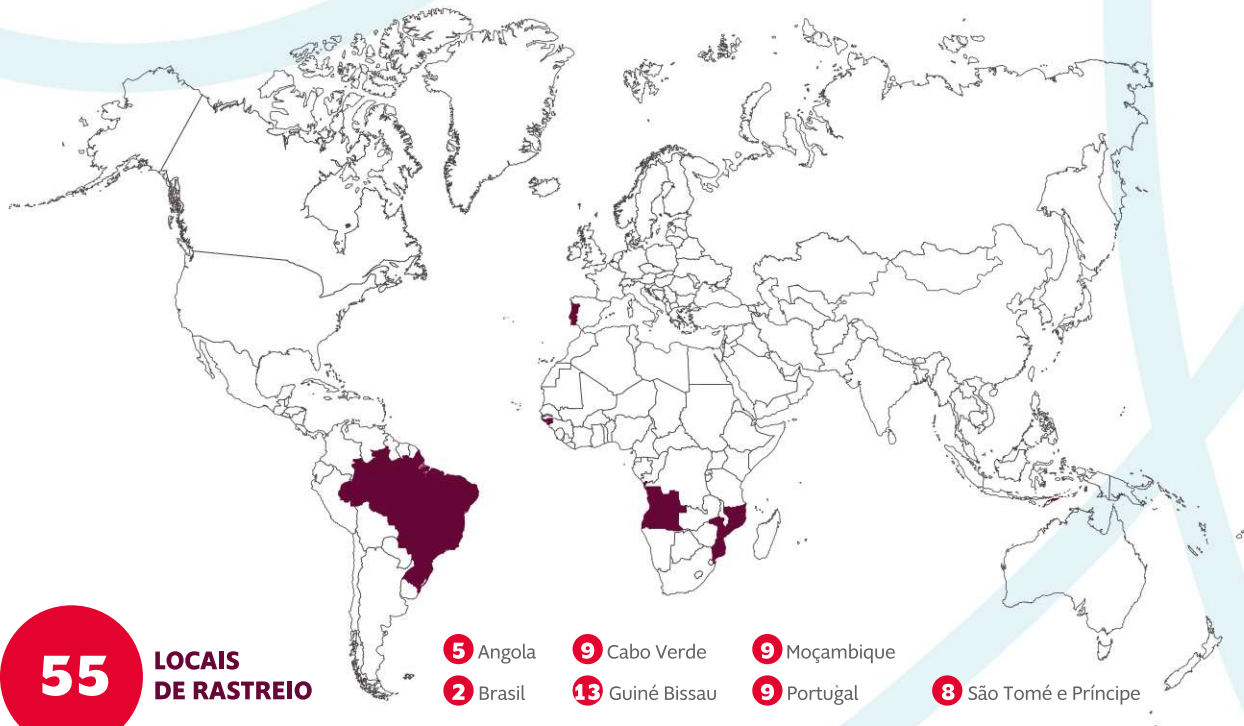 55
LOCAIS
DE RASTREIO
5 Angola
2 Brasil
9 Cabo Verde
13 Guiné Bissau
9 Moçambique
9 Portugal
8 São Tomé e Príncipe